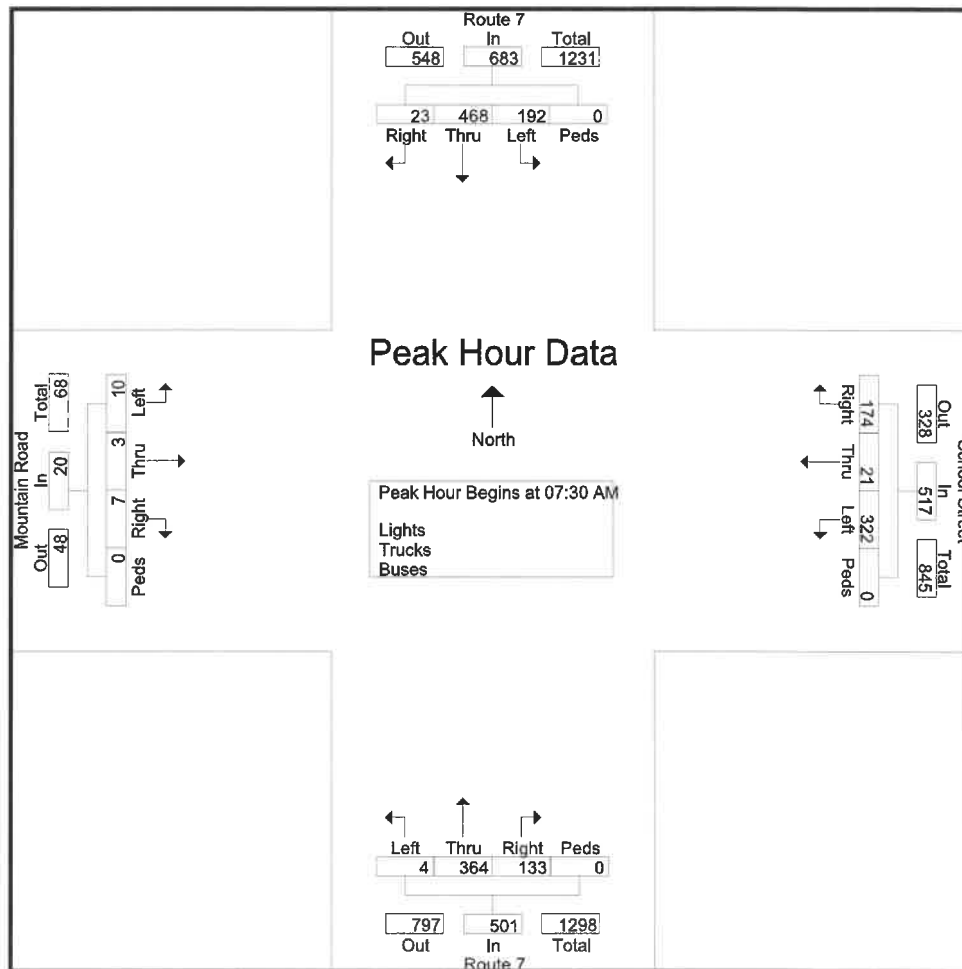 Route 7
Out In Total
548 683 1231
23 468 192 0
Right Thru Left Peds
Peak Hour Data
North
Peak Hour Begins at 07:30 AM
Lights
Trucks
Buses
Mountain Road
Out In Total
48 20 68
0 7 3 10
Peds Right Thru Left
Out In Total
328 517 845
174 21 322 0
Right Thru Left Peds
Left Thru Right Peds
4 364 133 0
797 501 1298
Out In Total
Route 7